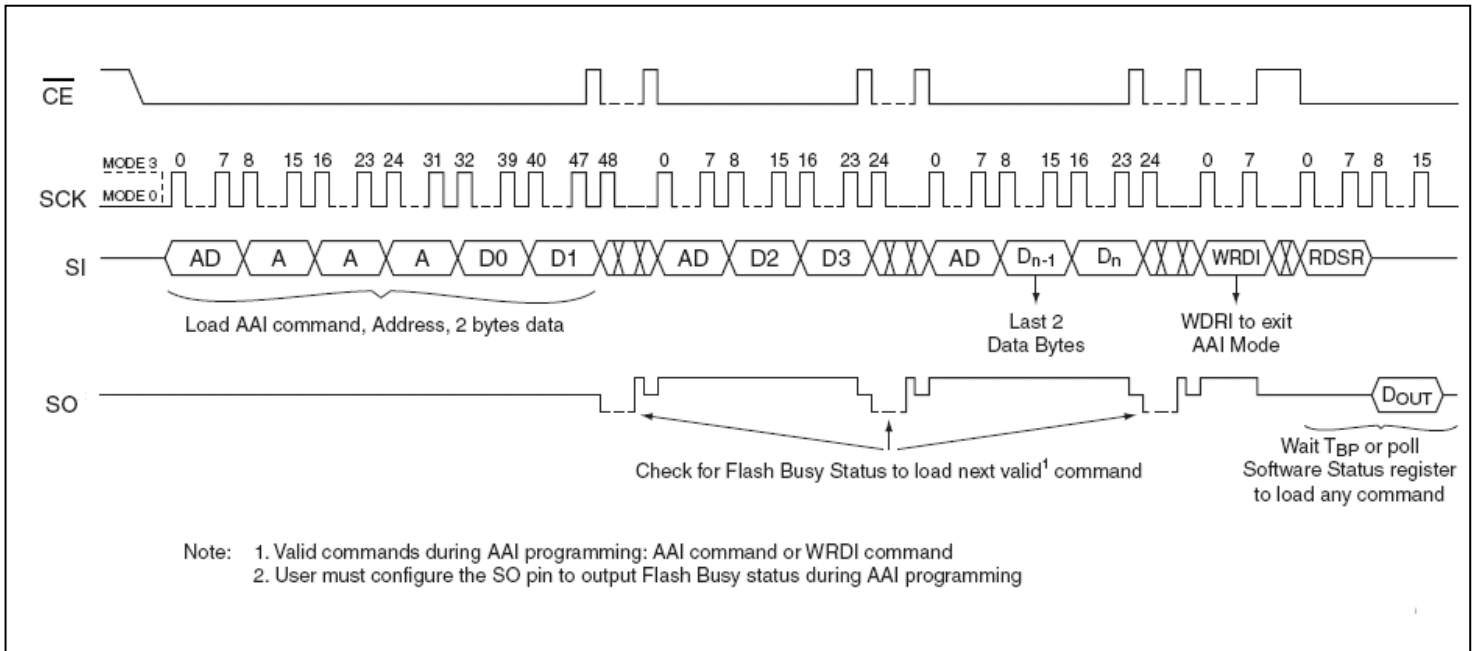 CE
MODE 3 0 7 8 15 16 23 24 31 32 39 40 47 48 0 7 8 15 16 23 24 0 7 8 15 16 23 24 0 7 0 7 8 15
SCK MODE 0
SI AD A A A D0 D1 AD D2 D3 AD Dn-1 Dn WRDI RDSR
Load AAI command, Address, 2 bytes data
Last 2
Data Bytes
WDRI to exit
AAI Mode
SO DOUT
Check for Flash Busy Status to load next valid1 command
Wait TBP or poll
Software Status register
to load any command
Note: 1. Valid commands during AAI programming: AAI command or WRDI command
2. User must configure the SO pin to output Flash Busy status during AAI programming